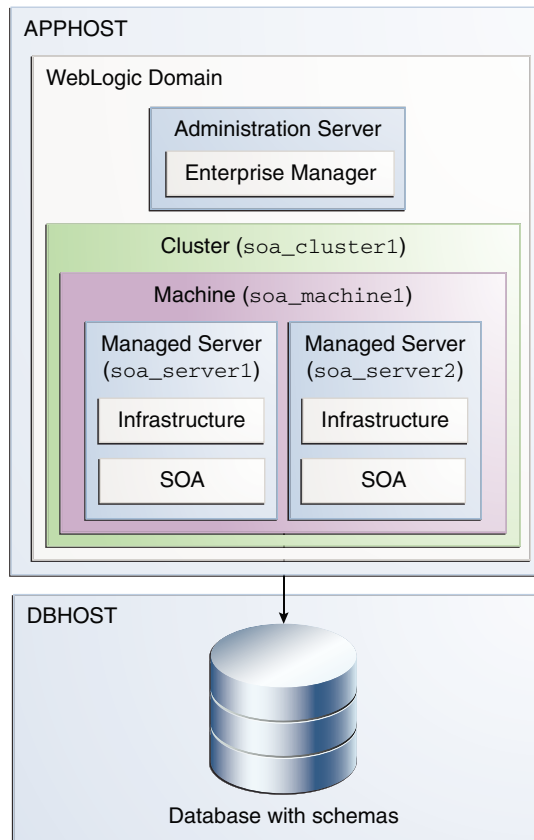 APPHOST
WebLogic Domain
Administration Server
Enterprise Manager
Cluster (soa_cluster1)
Machine (soa_machine1)
Managed Server
(soa_server1)
Infrastructure
SOA
Managed Server
(soa_server2)
Infrastructure
SOA
DBHOST
Database with schemas